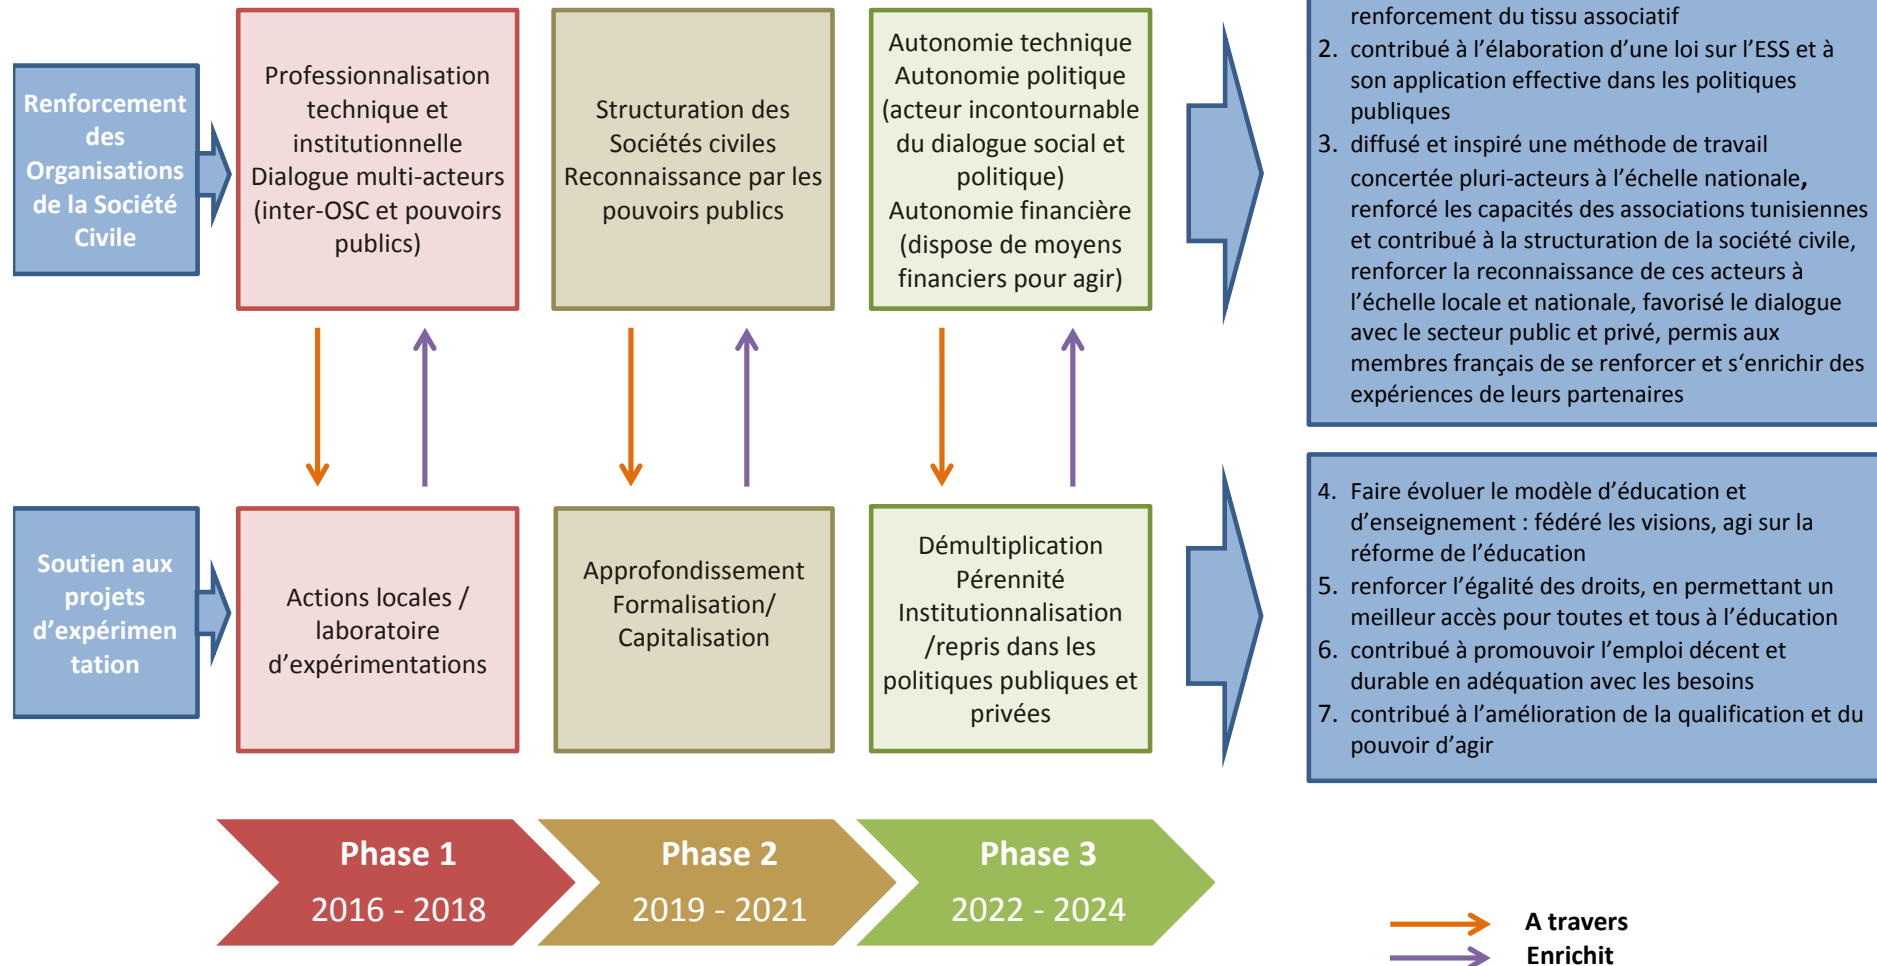 Renforcement
des
Organisations
de la Société
Civile
Professionnalisation
technique et
institutionnelle
Dialogue multi-acteurs
(inter-OSC et pouvoirs
publics)
Structuration des
Sociétés civiles
Reconnaissance par les
pouvoirs publics
Autonomie technique
Autonomie politique
(acteur incontournable
du dialogue social et
politique)
Autonomie financière
(dispose de moyens
financiers pour agir)
renforcement du tissu associatif
2. contribué à l’élaboration d’une loi sur l’ESS et à
son application effective dans les politiques
publiques
3. diffusé et inspiré une méthode de travail
concertée pluri-acteurs à l’échelle nationale,
renforcé les capacités des associations tunisiennes
et contribué à la structuration de la société civile,
renforcer la reconnaissance de ces acteurs à
l’échelle locale et nationale, favorisé le dialogue
avec le secteur public et privé, permis aux
membres français de se renforcer et s‘enrichir des
expériences de leurs partenaires
Soutien aux
projets
d’expérimen
tation
Actions locales /
laboratoire
d’expérimentations
Approfondissement
Formalisation/
Capitalisation
Démultiplication
Pérennité
Institutionnalisation
/repris dans les
politiques publiques et
privées
4. Faire évoluer le modèle d’éducation et
d’enseignement : fédéré les visions, agi sur la
réforme de l’éducation
5. renforcer l’égalité des droits, en permettant un
meilleur accès pour toutes et tous à l’éducation
6. contribué à promouvoir l’emploi décent et
durable en adéquation avec les besoins
7. contribué à l’amélioration de la qualification et du
pouvoir d’agir
Phase 1
2016 - 2018
Phase 2
2019 - 2021
Phase 3
2022 - 2024
A travers
Enrichit